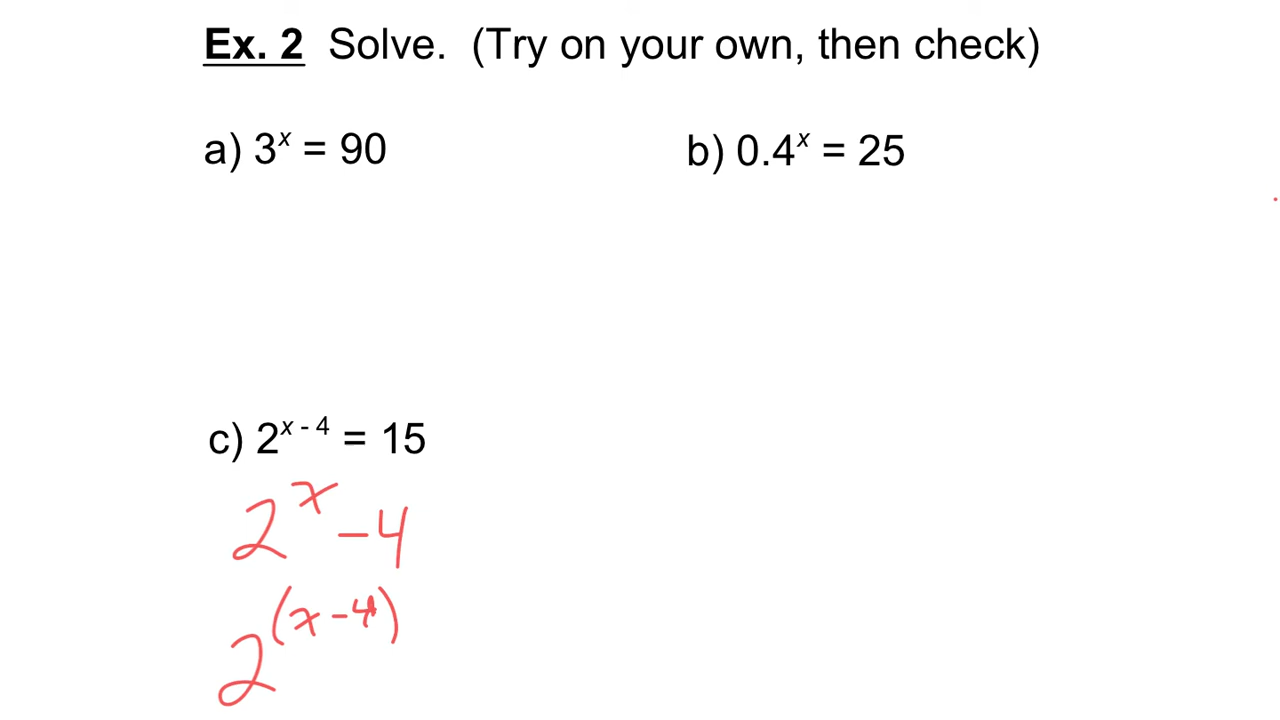 Ex. 2 Solve. (Try on your own, then check)
a) 3^x = 90
b) 0.4^x = 25
c) 2^(x - 4) = 15
2^x - 4
2^(x - 4)